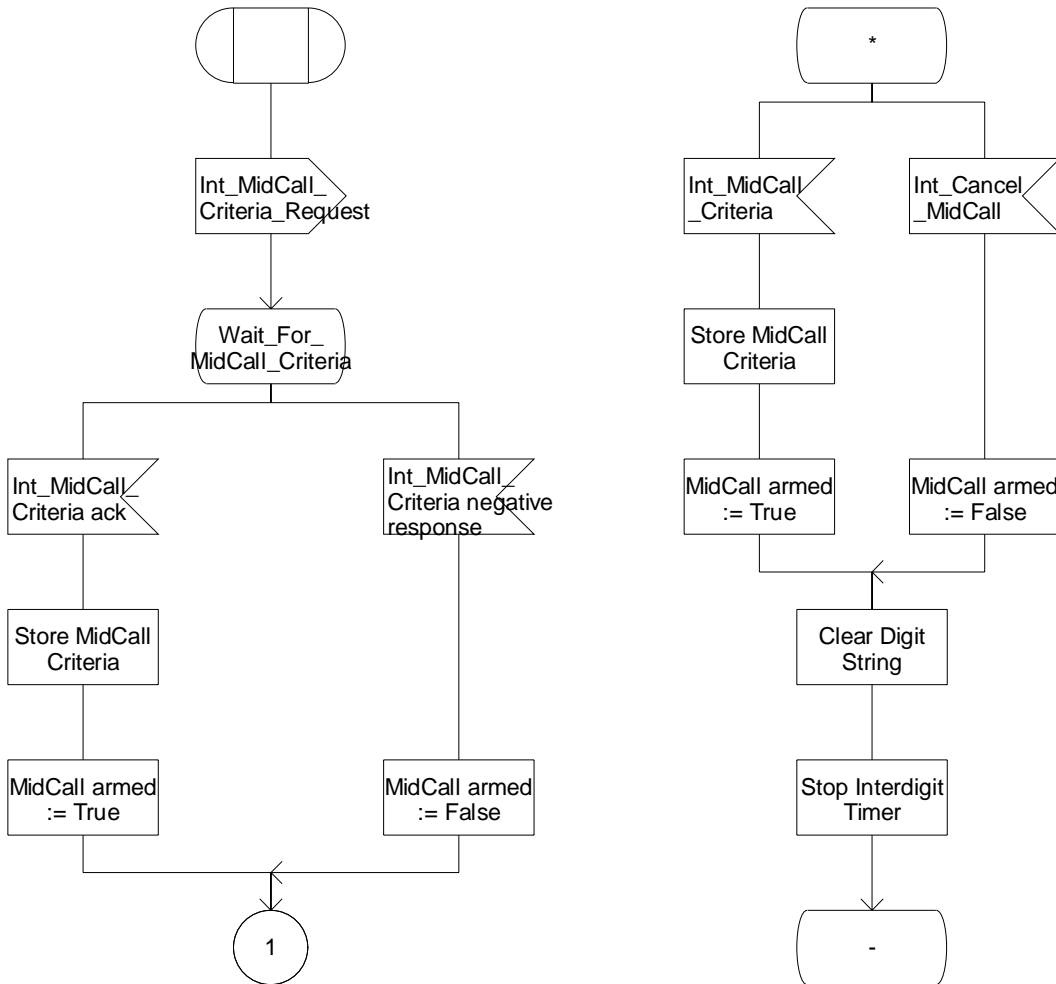 Int_MidCall_
Criteria_Request
Wait_For_
MidCall_Criteria
Int_MidCall_
Criteria ack
Int_MidCall_
Criteria negative
response
Store MidCall
Criteria
MidCall armed
:= True
MidCall armed
:= False
1
*
Int_MidCall
_Criteria
Int_Cancel
_MidCall
Store MidCall
Criteria
MidCall armed
:= True
MidCall armed
:= False
Clear Digit
String
Stop Interdigit
Timer
-